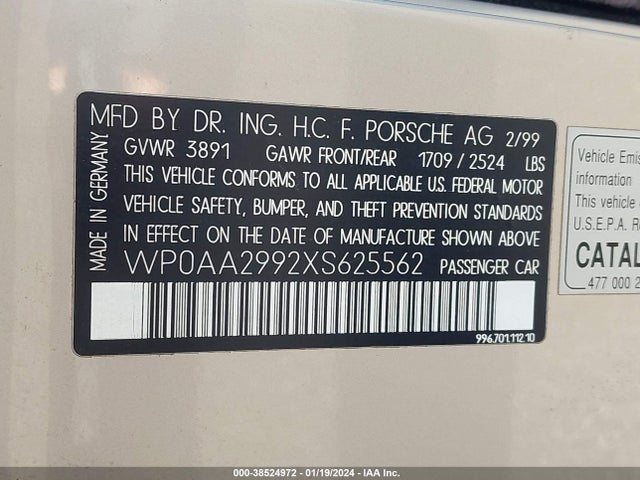 MFD BY DR. ING. H.C. F. PORSCHE AG 2/99
GVWR 3891 GAWR FRONT/REAR 1709 / 2524 LBS
THIS VEHICLE CONFORMS TO ALL APPLICABLE U.S. FEDERAL MOTOR
VEHICLE SAFETY, BUMPER, AND THEFT PREVENTION STANDARDS
IN EFFECT ON THE DATE OF MANUFACTURE SHOWN ABOVE
WP0AA2992XS625562 PASSENGER CAR
996.701.112.10
MADE IN GERMANY
Vehicle Emis
information
This vehicle
U.S.E.P.A. Re
CATAL
477 000 2
000-38524972 - 01/19/2024 - IAA Inc.